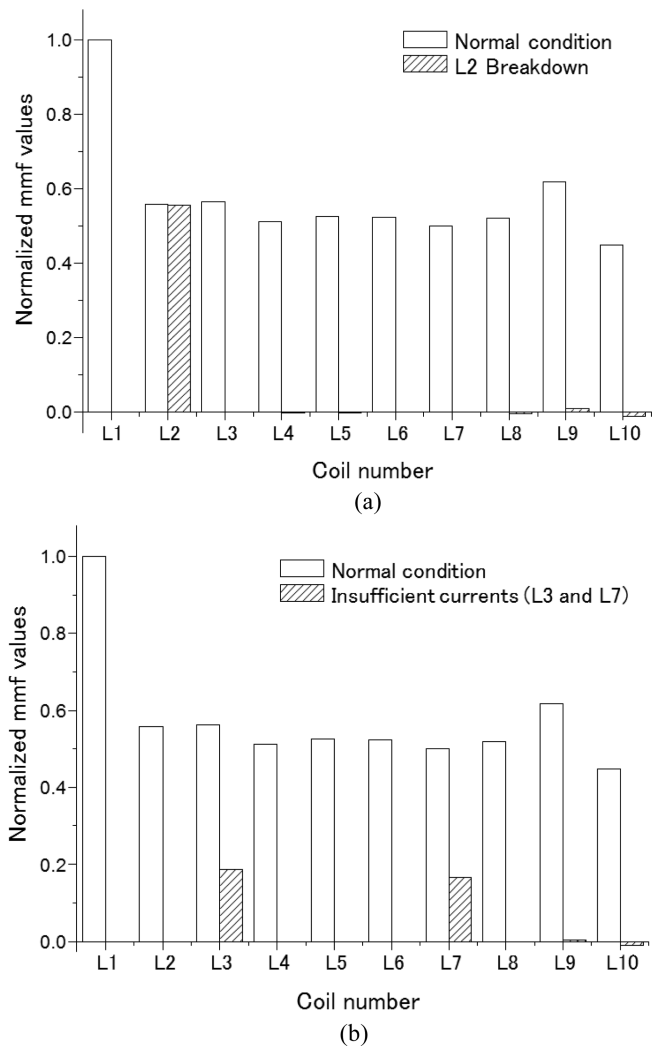 Normalized mmf values
1.0
0.8
0.6
0.4
0.2
0.0
Normal condition
L2 Breakdown
L1 L2 L3 L4 L5 L6 L7 L8 L9 L10
Coil number
(a)
Normalized mmf values
1.0
0.8
0.6
0.4
0.2
0.0
Normal condition
Insufficient currents (L3 and L7)
L1 L2 L3 L4 L5 L6 L7 L8 L9 L10
Coil number
(b)